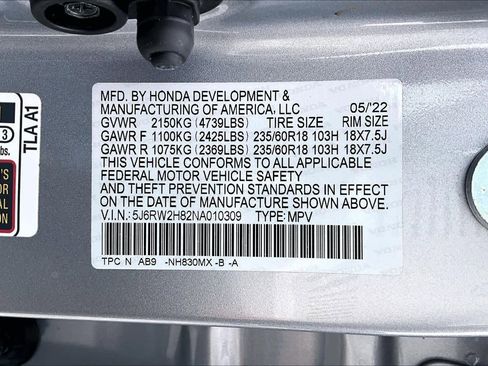 MFD. BY HONDA DEVELOPMENT &
MANUFACTURING OF AMERICA, LLC 05/'22
GVWR 2150KG (4739LBS) TIRE SIZE RIM SIZE
GAWR F 1100KG (2425LBS) 235/60R18 103H 18X7.5J
GAWR R 1075KG (2369LBS) 235/60R18 103H 18X7.5J
THIS VEHICLE CONFORMS TO ALL APPLICABLE
FEDERAL MOTOR VEHICLE SAFETY
AND THEFT PREVENTION STANDARDS IN EFFECT
ON THE DATE OF MANUFACTURE SHOWN ABOVE.
V.I.N.: 5J6RW2H82NA010309 TYPE: MPV
TPC N AB9 -NH830MX -B -A
TLA A1
3
lbs.